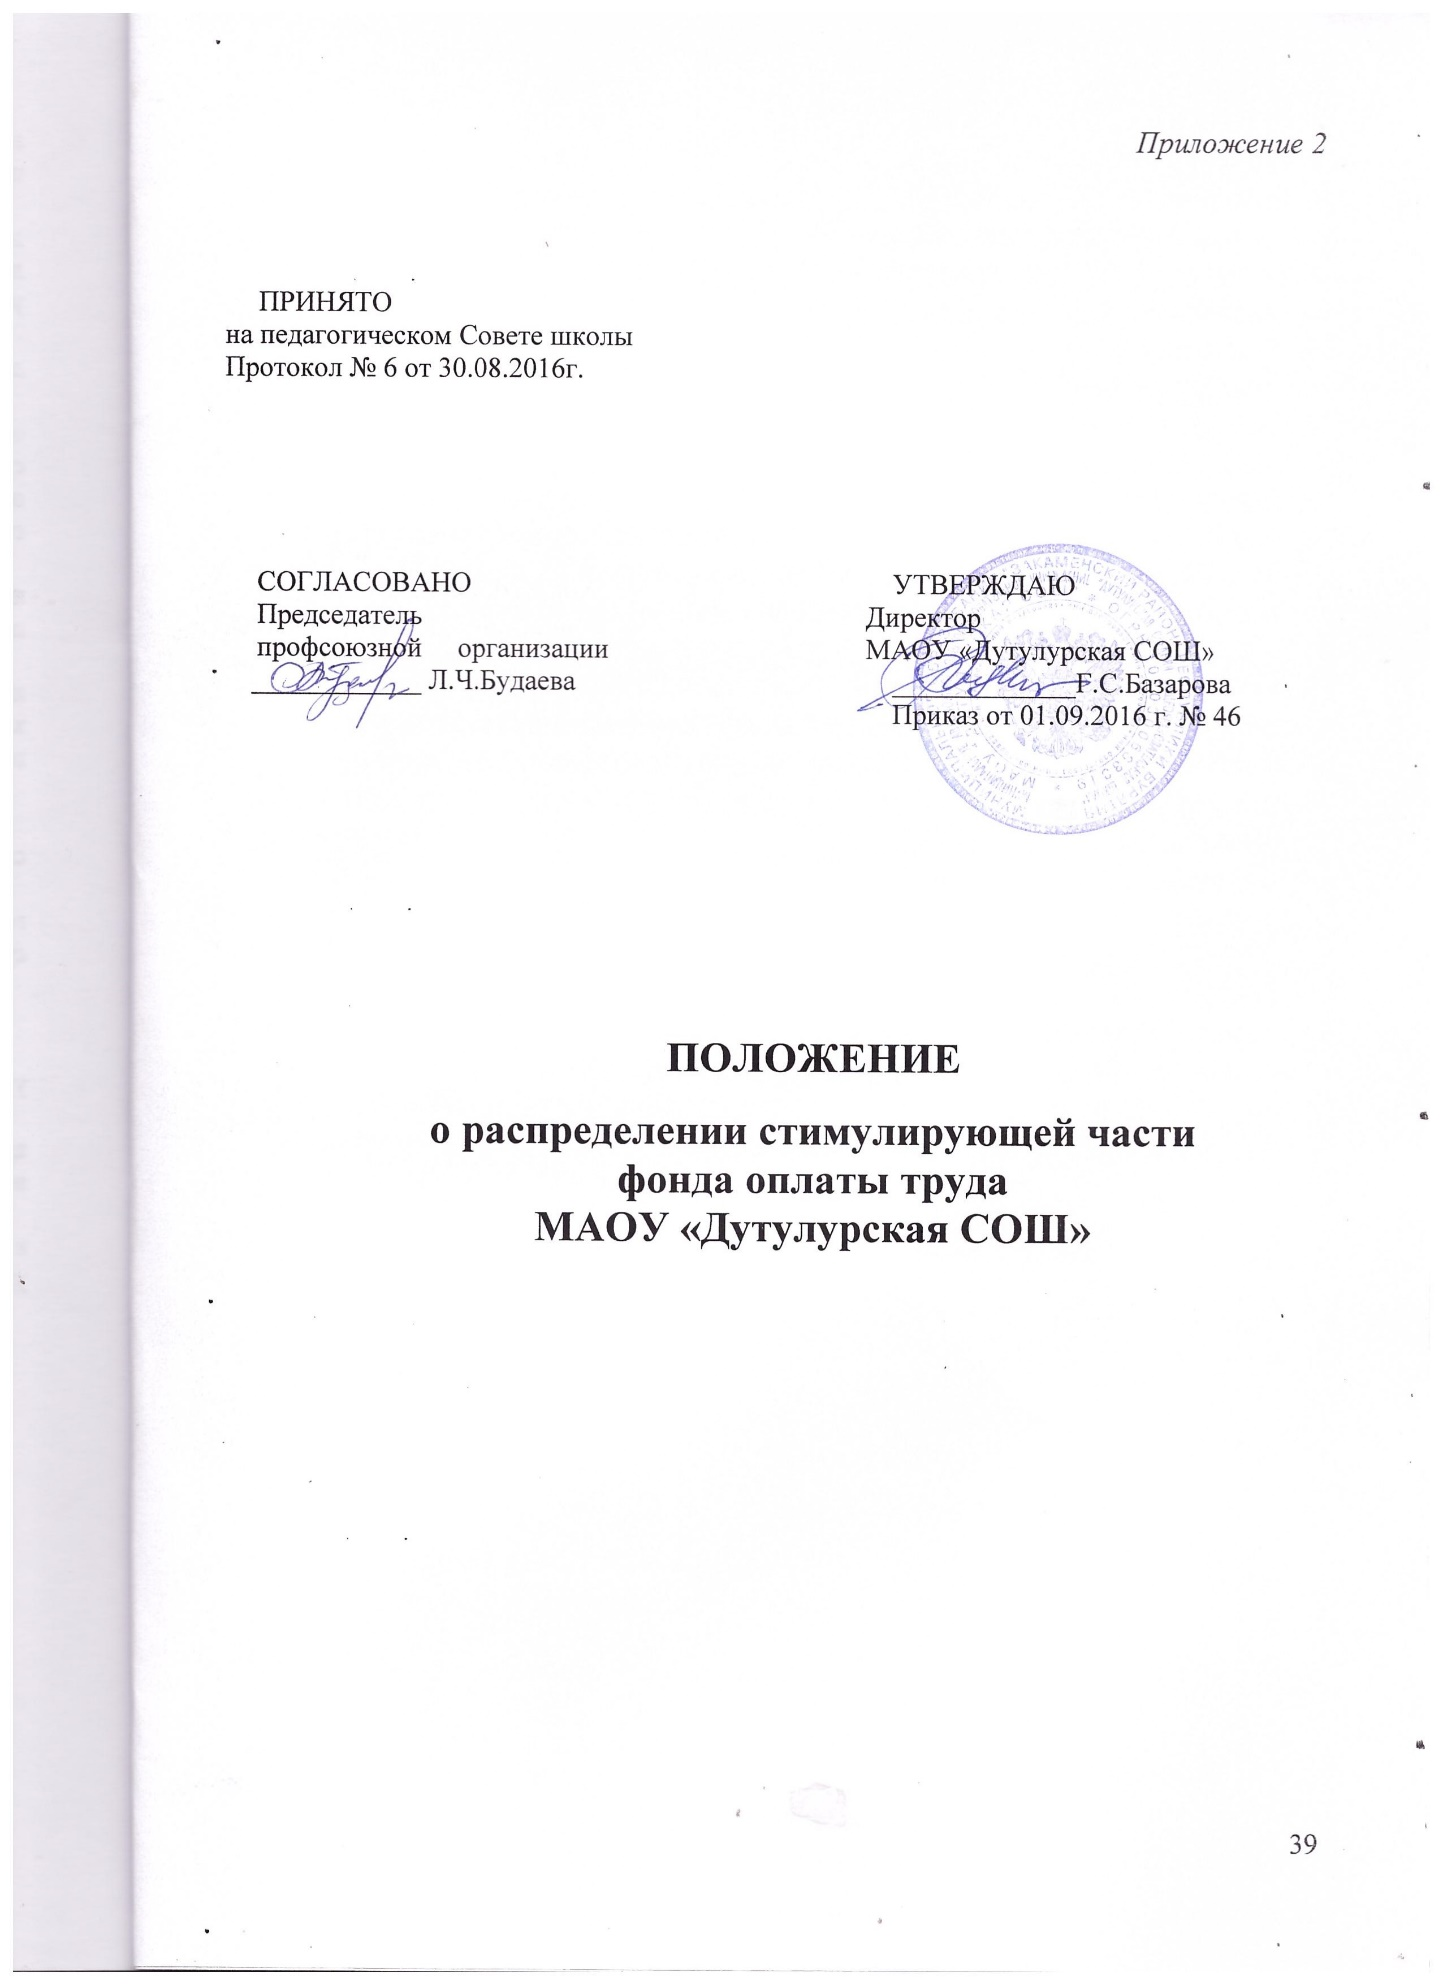 Приложение 2
ПРИНЯТО
на педагогическом Совете школы
Протокол № 6 от 30.08.2016г.
СОГЛАСОВАНО
Председатель
профсоюзной организации
Л.Ч.Будаева
УТВЕРЖДАЮ
Директор
МАОУ «Дутулурская СОШ»
Г.С.Базарова
Приказ от 01.09.2016 г. № 46
ПОЛОЖЕНИЕ
о распределении стимулирующей части
фонда оплаты труда
МАОУ «Дутулурская СОШ»
39